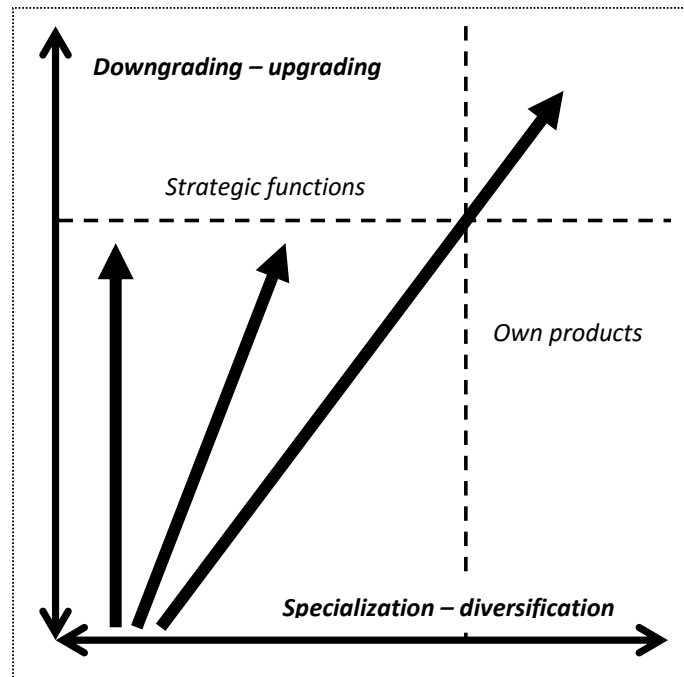 Downgrading – upgrading
Strategic functions
Own products
Specialization – diversification